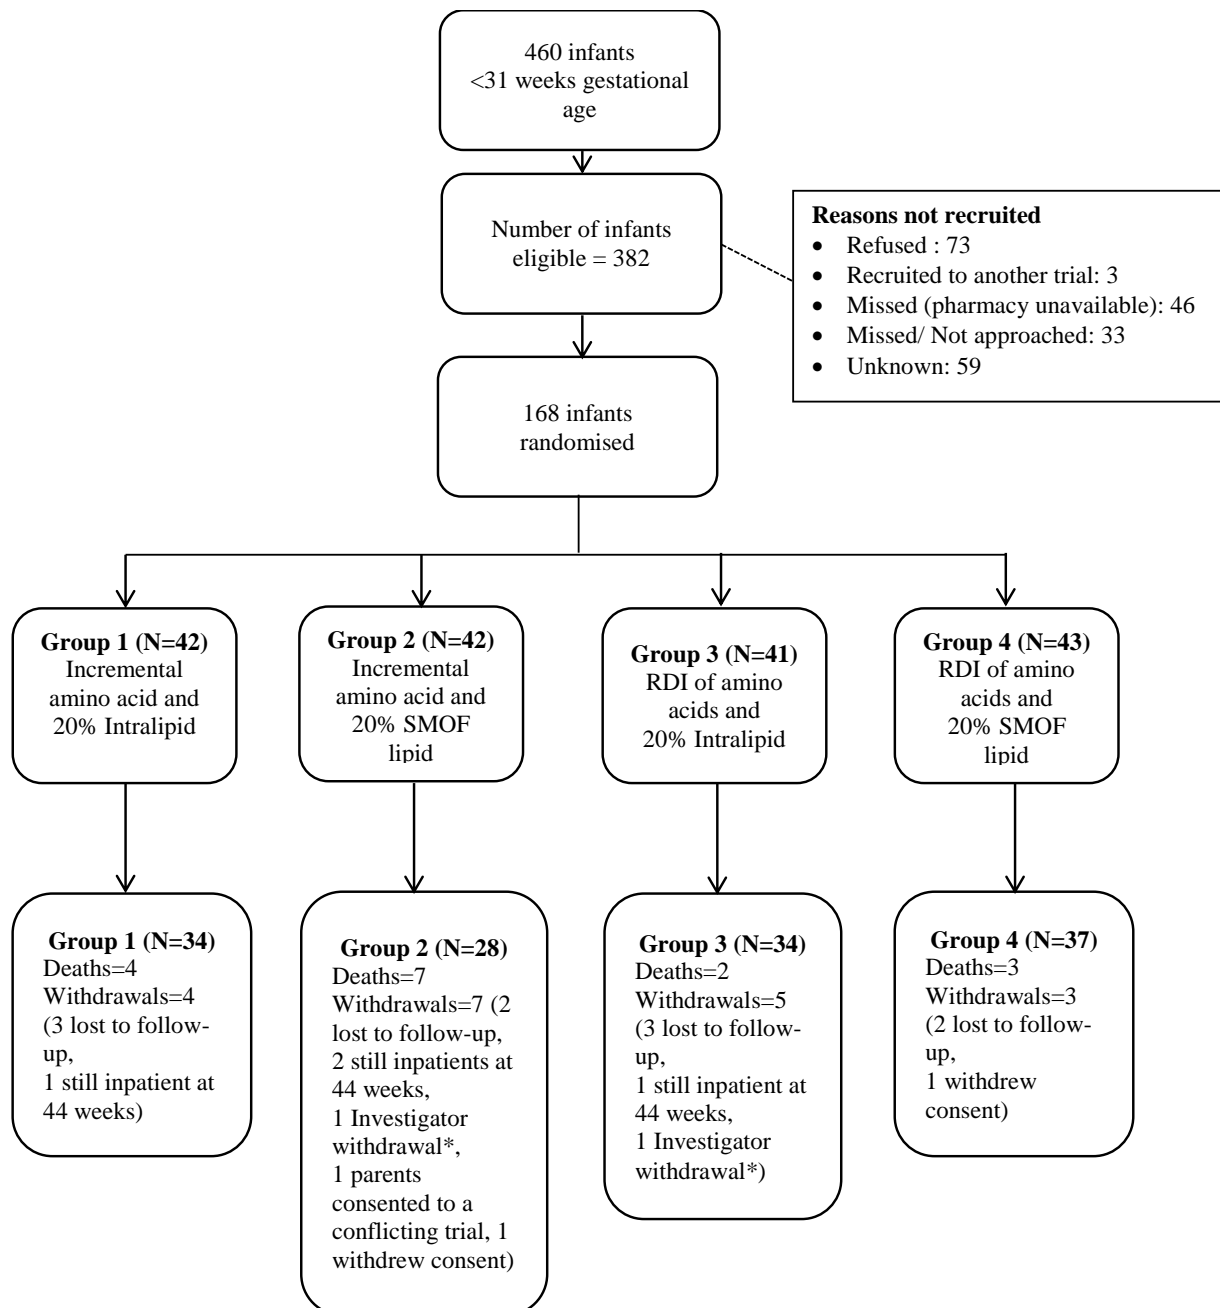 460 infants
<31 weeks gestational
age
Number of infants
eligible = 382
Reasons not recruited
• Refused : 73
• Recruited to another trial: 3
• Missed (pharmacy unavailable): 46
• Missed/ Not approached: 33
• Unknown: 59
168 infants
randomised
Group 1 (N=42)
Incremental
amino acid and
20% Intralipid
Group 2 (N=42)
Incremental
amino acid and
20% SMOF
lipid
Group 3 (N=41)
RDI of amino
acids and
20% Intralipid
Group 4 (N=43)
RDI of amino
acids and
20% SMOF
lipid
Group 1 (N=34)
Deaths=4
Withdrawals=4
(3 lost to follow-
up,
1 still inpatient at
44 weeks)
Group 2 (N=28)
Deaths=7
Withdrawals=7 (2
lost to follow-up,
2 still inpatients at
44 weeks,
1 Investigator
withdrawal*,
1 parents
consented to a
conflicting trial, 1
withdrew consent)
Group 3 (N=34)
Deaths=2
Withdrawals=5
(3 lost to follow-
up,
1 still inpatient at
44 weeks,
1 Investigator
withdrawal*)
Group 4 (N=37)
Deaths=3
Withdrawals=3
(2 lost to follow-
up,
1 withdrew
consent)